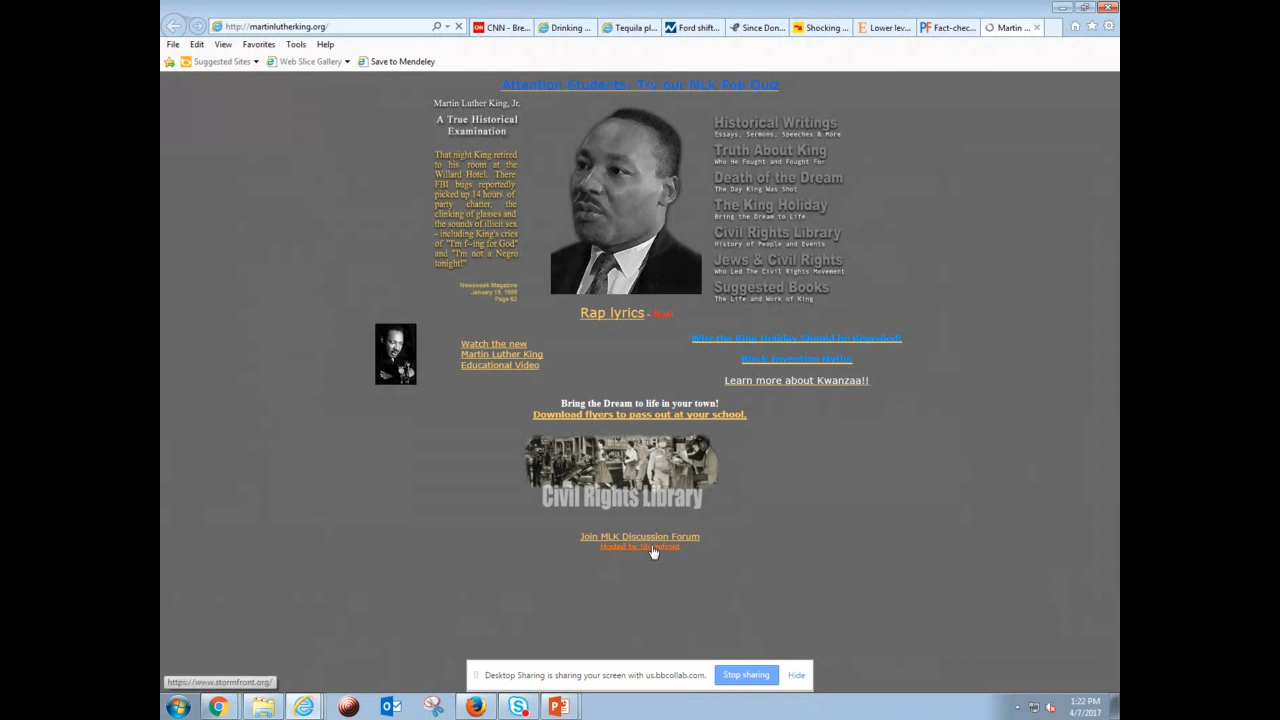 http://martinlutherking.org/
CNN - Bre...
Drinking ...
Tequila pl...
Ford shift...
Since Don...
Shocking ...
Lower lev...
Fact-chec...
Martin ...
File Edit View Favorites Tools Help
Suggested Sites
Web Slice Gallery
Save to Mendeley
Attention Students: Try our MLK Pop Quiz
Martin Luther King, Jr.
A True Historical
Examination
That night King retired
to his room at the
Willard Hotel. There
FBI bugs reportedly
picked up 14 hours of
party chatter, the
clinking of glasses and
the sounds of illicit sex
- including King's cries
of "I'm f--ing for God"
and "I'm not a Negro
tonight!"
Newsweek Magazine
January 19, 1998
Page 62
Historical Writings
Essays, Sermons, Speeches & More
Truth About King
Who He Fought and Fought For
Death of the Dream
The Day King Was Shot
The King Holiday
Bring the Dream to Life
Civil Rights Library
History of People and Events
Jews & Civil Rights
Who Led The Civil Rights Movement
Suggested Books
The Life and Work of King
Rap lyrics -
Watch the new
Martin Luther King
Educational Video
Why the King Holiday Should be Repealed!
Black Invention Myths
Learn more about Kwanzaa!!
Bring the Dream to life in your town!
Download flyers to pass out at your school.
Civil Rights Library
Join MLK Discussion Forum
Hosted by
Desktop Sharing is sharing your screen with us.bbcollab.com.
Stop sharing
Hide
https://www.stormfront.org/
1:22 PM
4/7/2017